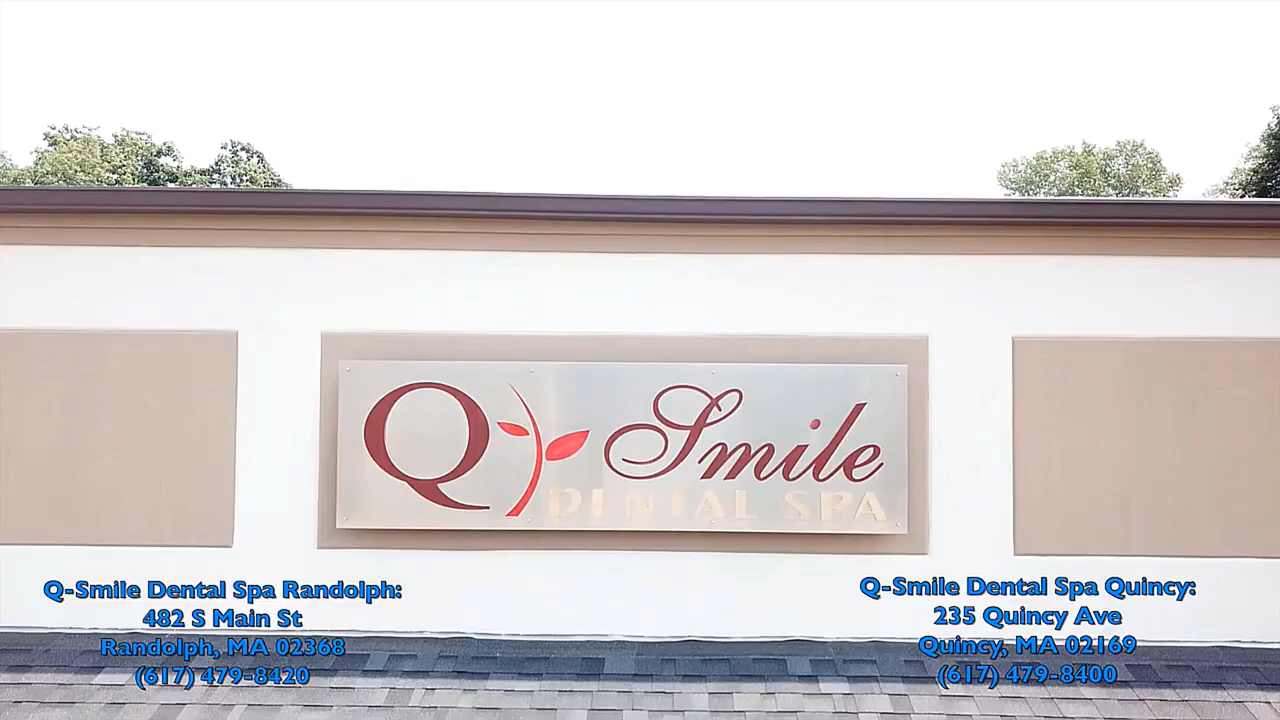 Q Smile
DENTAL SPA
Q-Smile Dental Spa Randolph:
482 S Main St
Randolph, MA 02368
(617) 479-8420
Q-Smile Dental Spa Quincy:
235 Quincy Ave
Quincy, MA 02169
(617) 479-8400